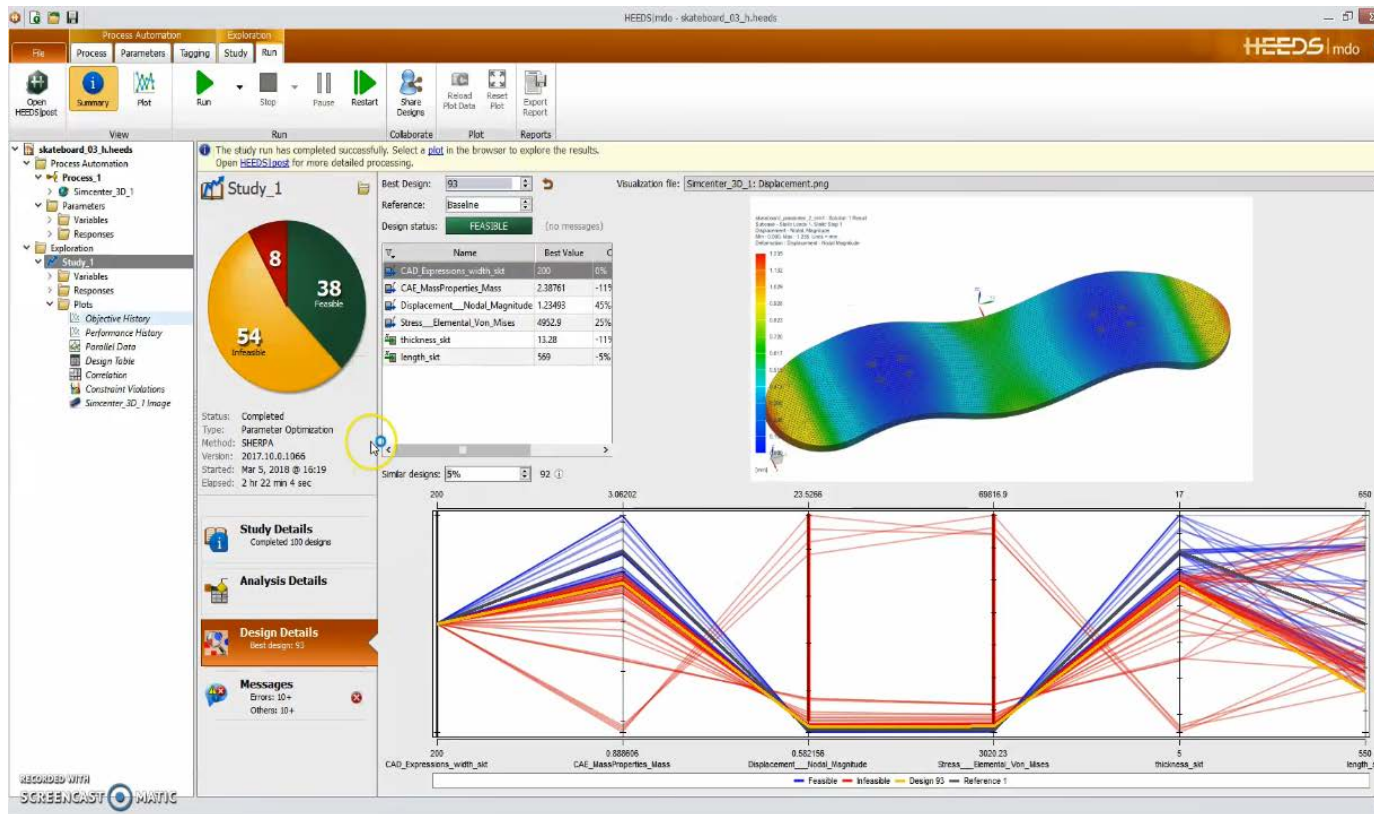 HEEDS|mdo - skateboard_03_h.heeds
Process Automation
Exploration
File
Process
Parameters
Tagging
Study
Run
HEEDS|mdo
Open HEEDS|post
Summary
Plot
Run
Stop
Pause
Restart
Share Designs
Reload Plot Data
Reset Plot
Export Report
View
Run
Collaborate
Plot
Reports
skateboard_03_h.heeds
Process Automation
Process_1
Simcenter_3D_1
Parameters
Variables
Responses
Exploration
Study_1
Variables
Responses
Plots
Objective History
Performance History
Parallel Data
Design Table
Correlation
Constraint Violations
Simcenter_3D_1 Image
The study run has completed successfully. Select a plot in the browser to explore the results.
Open HEEDS|post for more detailed processing.
Study_1
8
38
Feasible
54
Infeasible
Status: Completed
Type: Parameter Optimization
Method: SHERPA
Version: 2017.10.0.1066
Started: Mar 5, 2018 @ 16:19
Elapsed: 2 hr 22 min 4 sec
Study Details
Completed 100 designs
Analysis Details
Design Details
Best design: 93
Messages
Errors: 10+
Others: 10+
Best Design: 93
Reference: Baseline
Design status: FEASIBLE (no messages)
Name Best Value C
CAD_Expressions_width_skt 200 0%
CAE_MassProperties_Mass 2.38761 -11%
Displacement__Nodal_Magnitude 1.23493 45%
Stress__Elemental_Von_Mises 4952.9 25%
thickness_skt 13.28 -11%
length_skt 569 -5%
Similar designs: 5% 92
Visualization file: Simcenter_3D_1: Displacement.png
200 3.06202 23.5266 69816.9 17 650
200 0.888606 0.582156 3020.23 5 550
CAD_Expressions_width_skt CAE_MassProperties_Mass Displacement__Nodal_Magnitude Stress__Elemental_Von_Mises thickness_skt length_s
Feasible Infeasible Design 93 Reference 1
RECORDED WITH
SCREENCAST MATIC